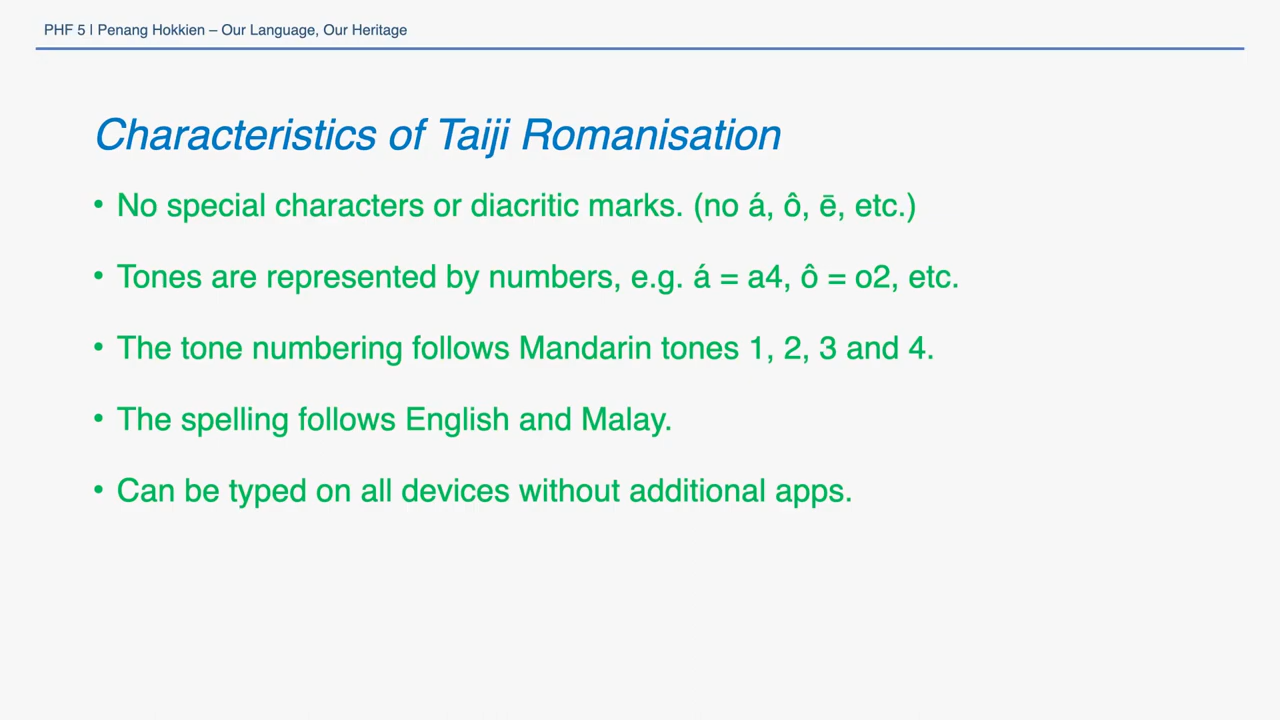 PHF 5 | Penang Hokkien – Our Language, Our Heritage
Characteristics of Taiji Romanisation
• No special characters or diacritic marks. (no á, ô, ē, etc.)
• Tones are represented by numbers, e.g. á = a4, ô = o2, etc.
• The tone numbering follows Mandarin tones 1, 2, 3 and 4.
• The spelling follows English and Malay.
• Can be typed on all devices without additional apps.